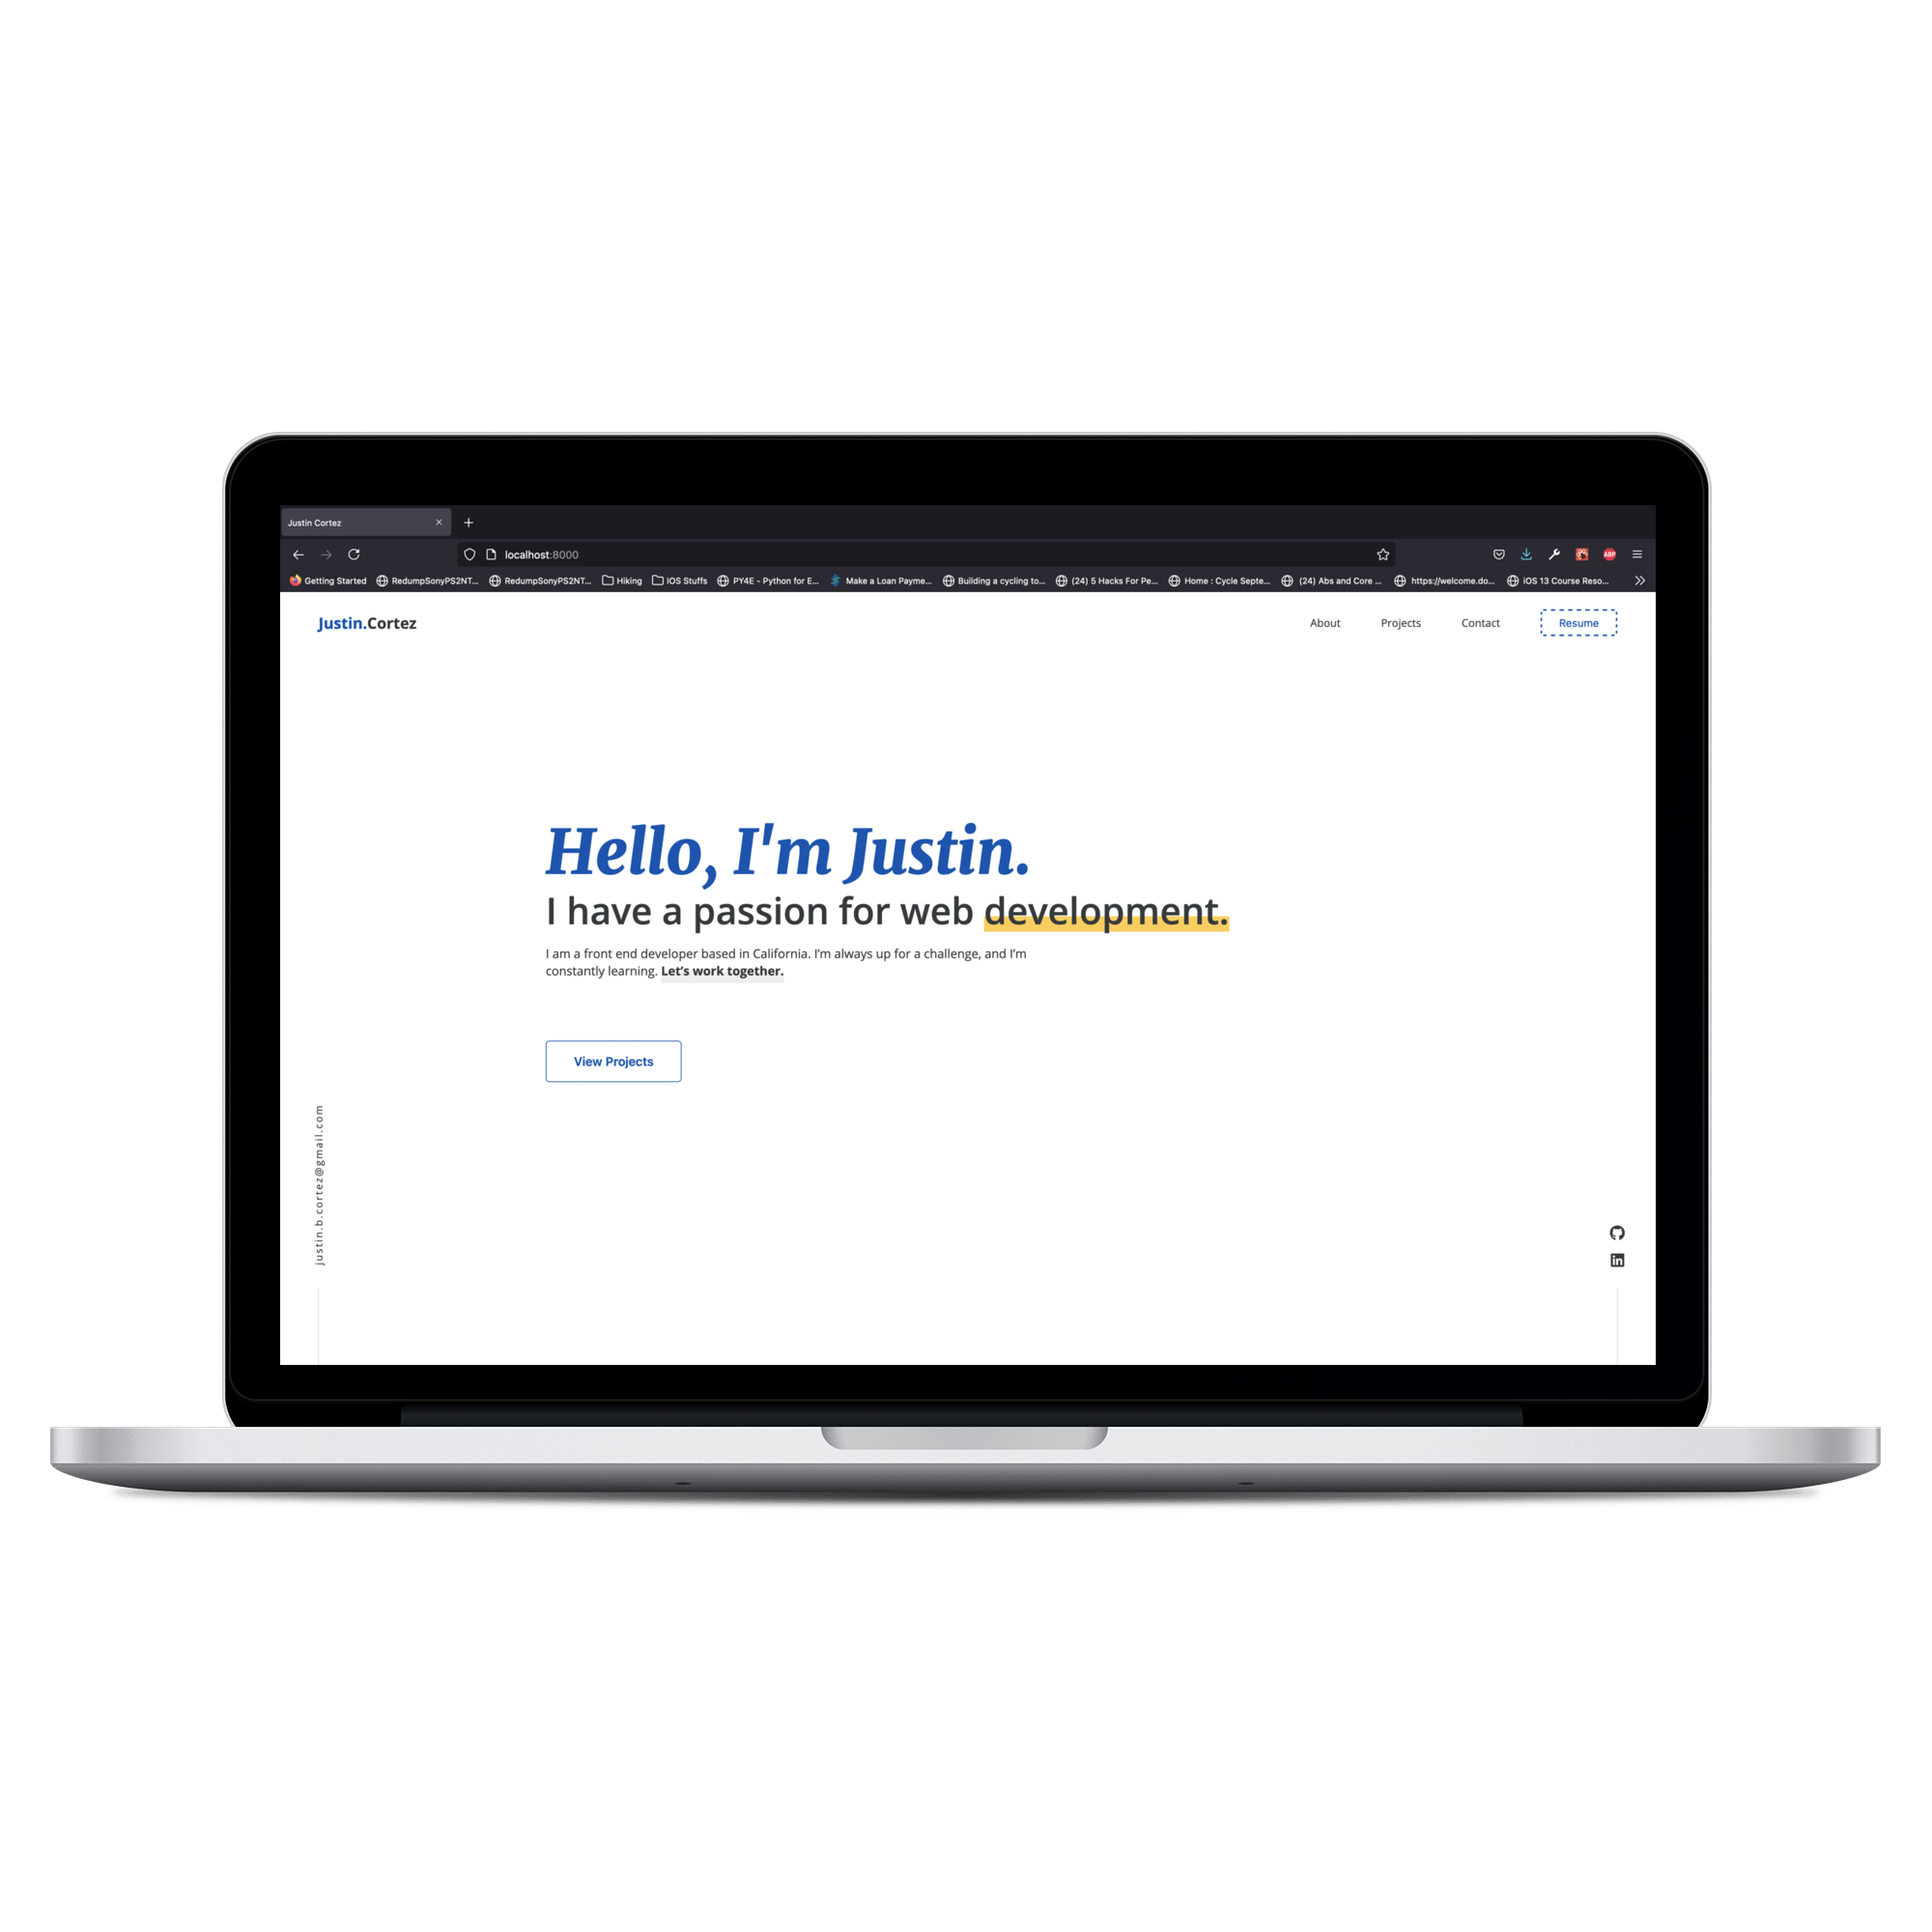 Justin Cortez
localhost:8000
Getting Started RedumpSonyPS2NT... RedumpSonyPS2NT... Hiking IOS Stuffs PY4E - Python for E... Make a Loan Payme... Building a cycling to... (24) 5 Hacks For Pe... Home : Cycle Septe... (24) Abs and Core ... https://welcome.do... iOS 13 Course Reso...
ABP
Justin.Cortez About Projects Contact Resume
Hello, I'm Justin.
I have a passion for web development.
I am a front end developer based in California. I’m always up for a challenge, and I’m
constantly learning. Let’s work together.
View Projects
justin.b.cortez@gmail.com
in